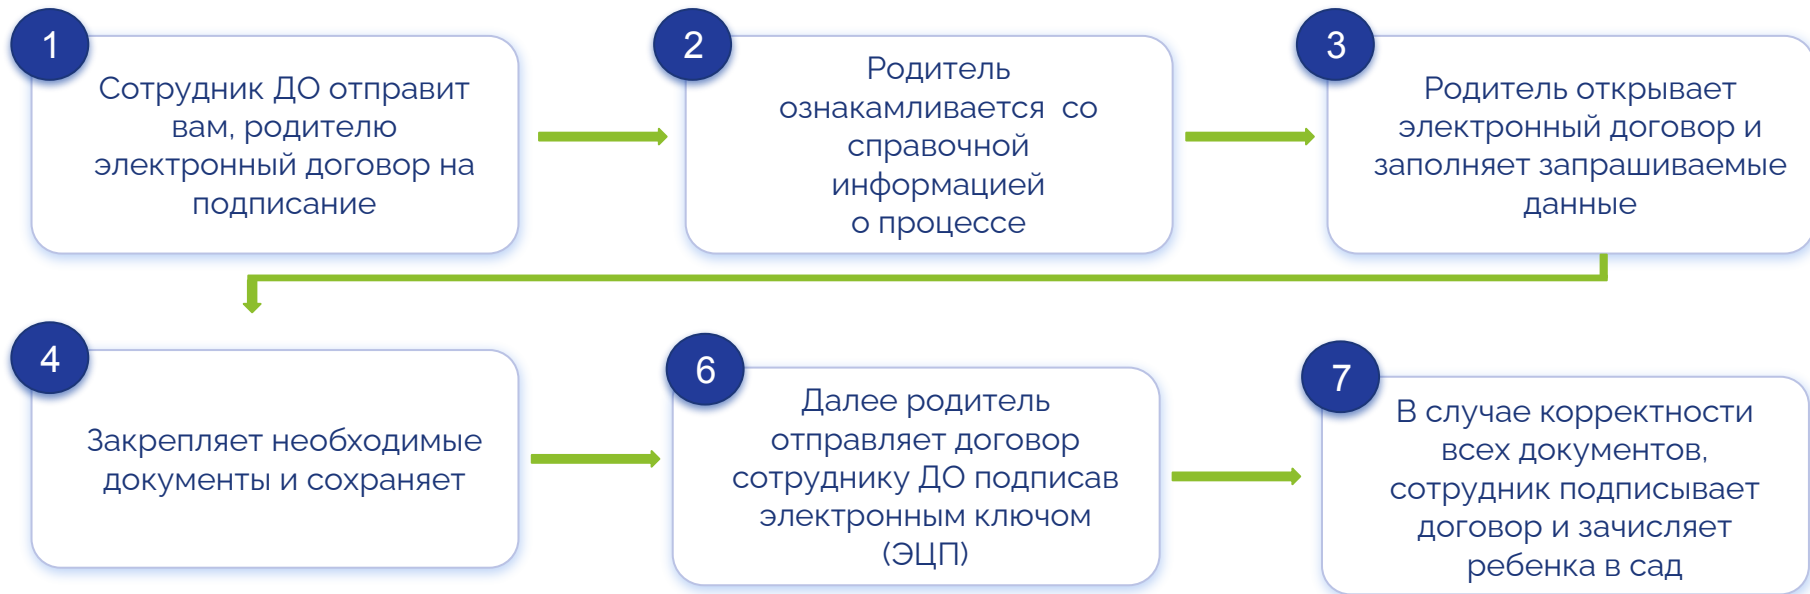 1
Сотрудник ДО отправит
вам, родителю
электронный договор на
подписание
2
Родитель
ознакамливается со
справочной
информацией
о процессе
3
Родитель открывает
электронный договор и
заполняет запрашиваемые
данные
4
Закрепляет необходимые
документы и сохраняет
6
Далее родитель
отправляет договор
сотруднику ДО подписав
электронным ключом
(ЭЦП)
7
В случае корректности
всех документов,
сотрудник подписывает
договор и зачисляет
ребенка в сад